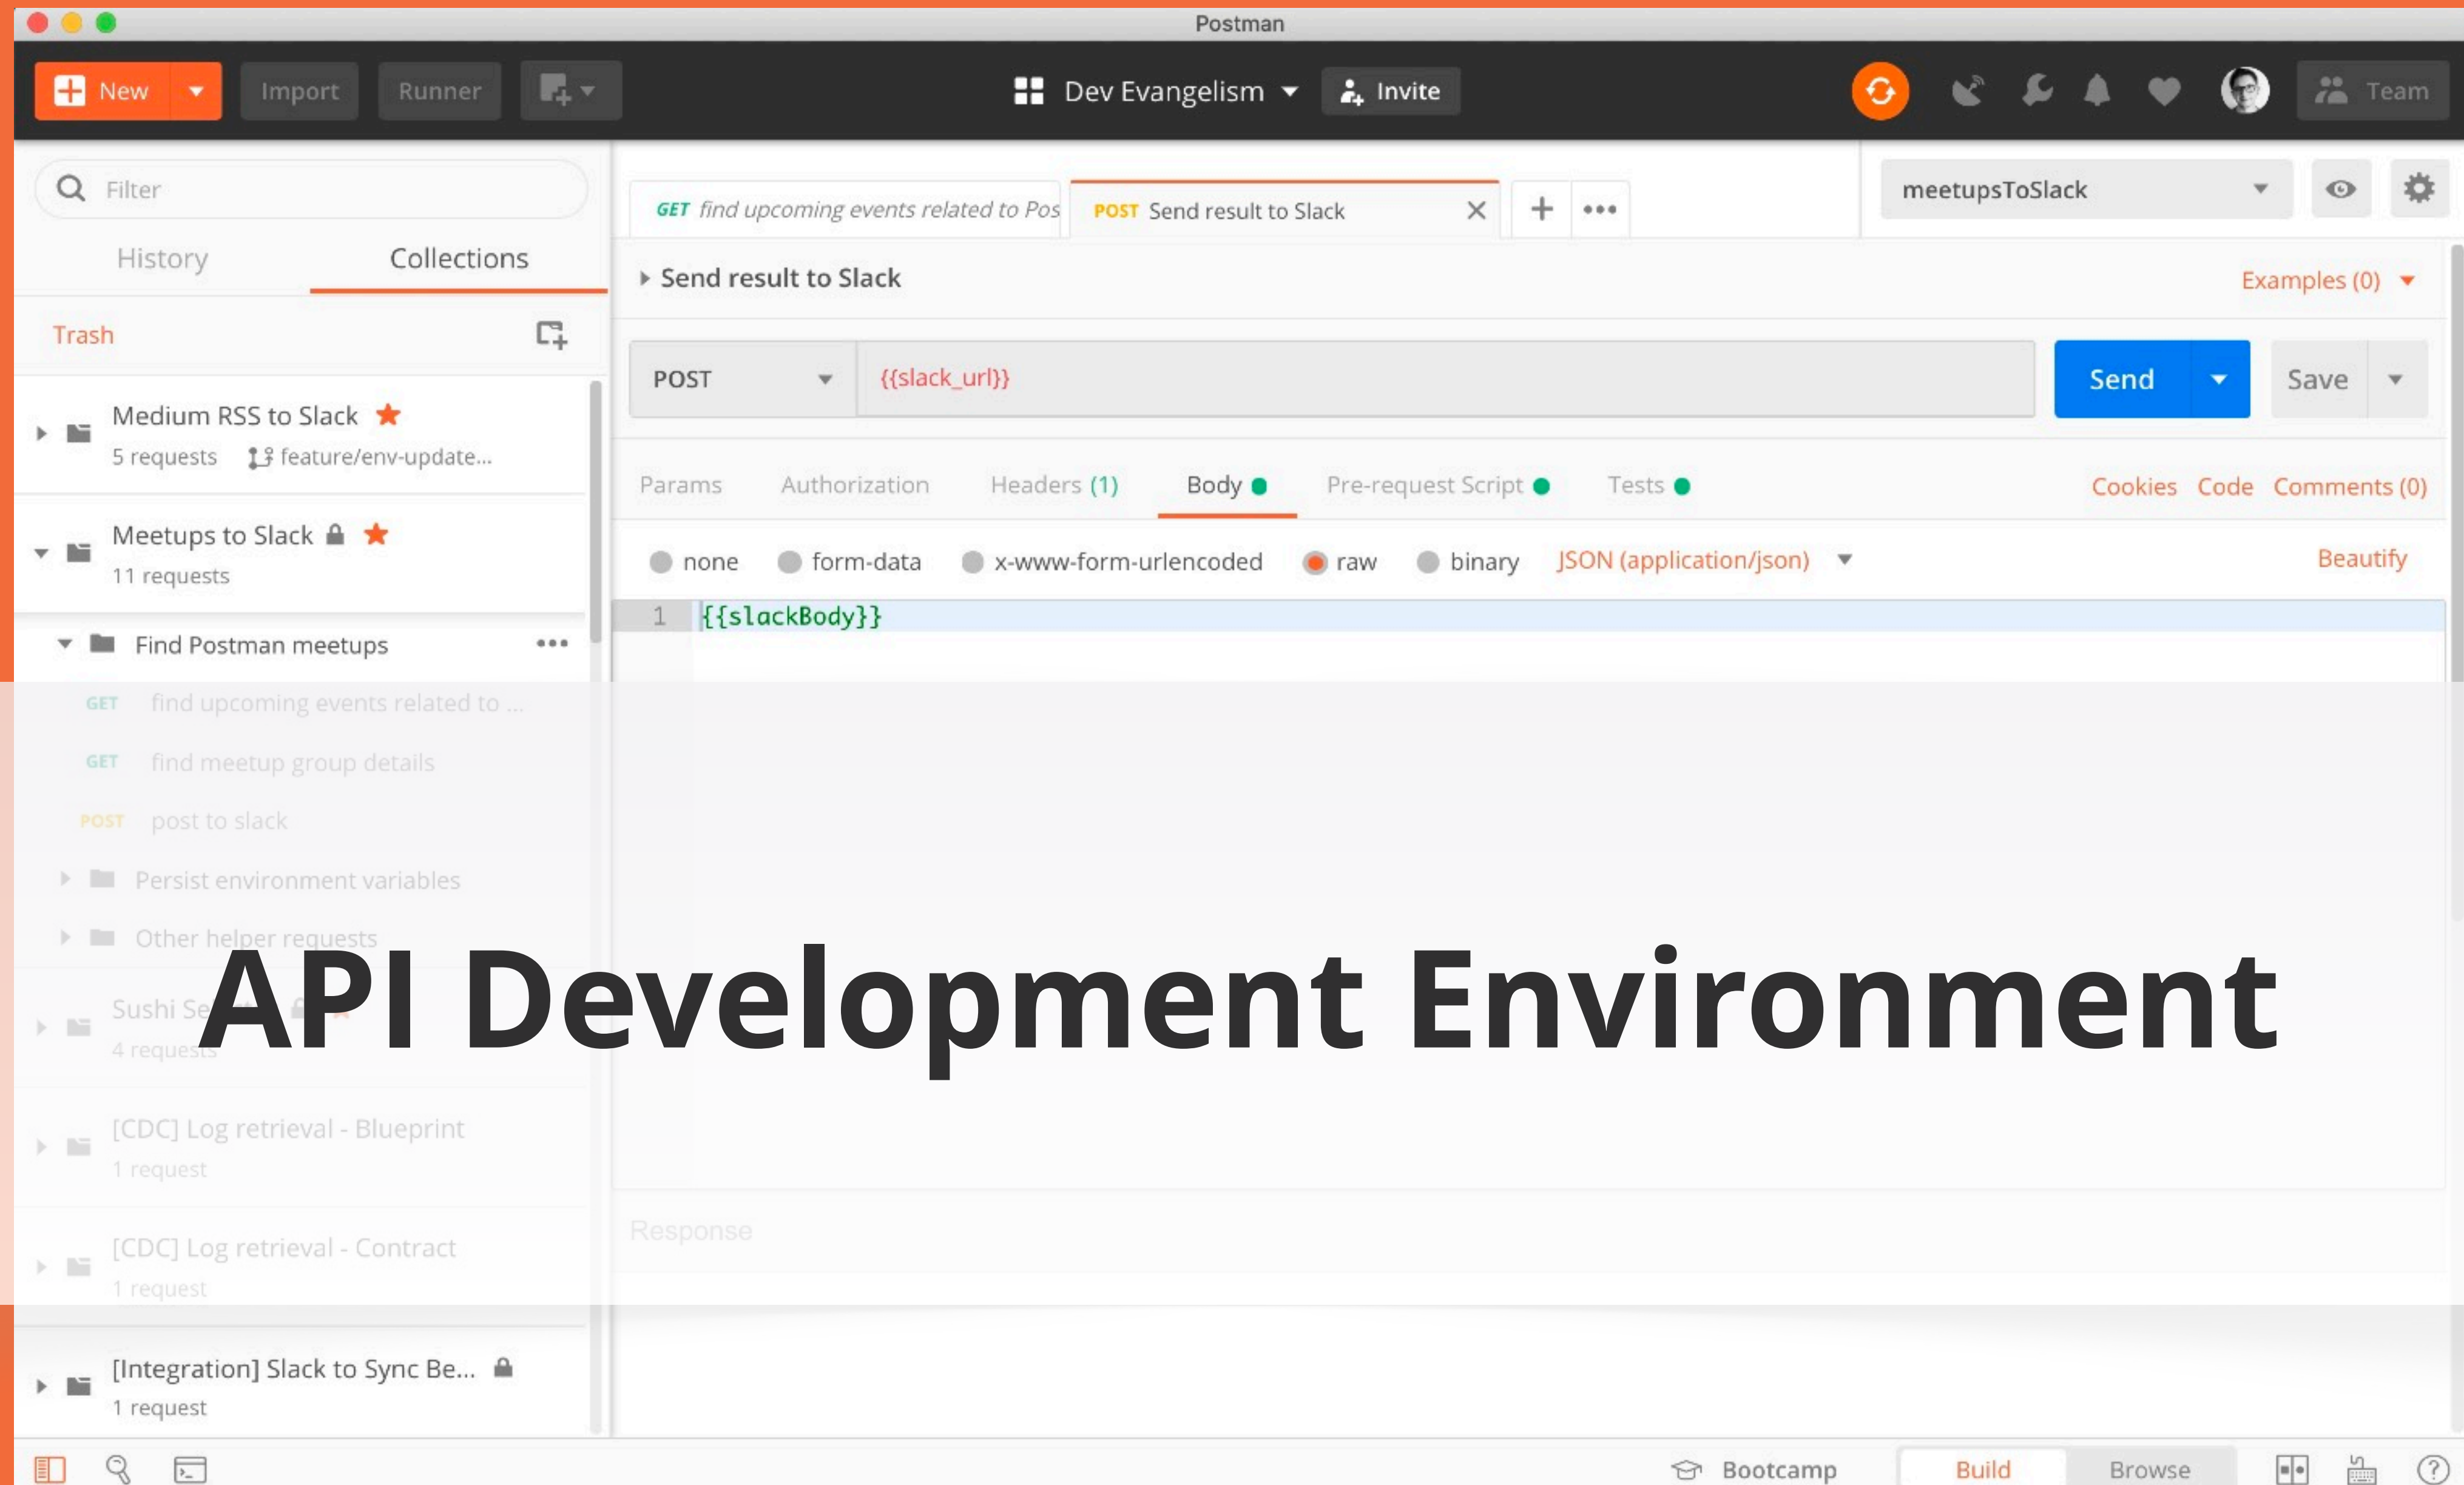 Postman
New
Import
Runner
Dev Evangelism
Invite
Team
Filter
History
Collections
Trash
Medium RSS to Slack
5 requests feature/env-update...
Meetups to Slack
11 requests
Find Postman meetups
GET find upcoming events related to ...
GET find meetup group details
POST post to slack
Persist environment variables
Other helper requests
Sushi Se
4 requests
[CDC] Log retrieval - Blueprint
1 request
[CDC] Log retrieval - Contract
1 request
[Integration] Slack to Sync Be...
1 request
GET find upcoming events related to Pos
POST Send result to Slack
meetupsToSlack
Send result to Slack
Examples (0)
POST
{{slack_url}}
Send
Save
Params
Authorization
Headers (1)
Body
Pre-request Script
Tests
Cookies Code Comments (0)
none
form-data
x-www-form-urlencoded
raw
binary
JSON (application/json)
Beautify
1 {{slackBody}}
API Development Environment
Response
Bootcamp
Build
Browse